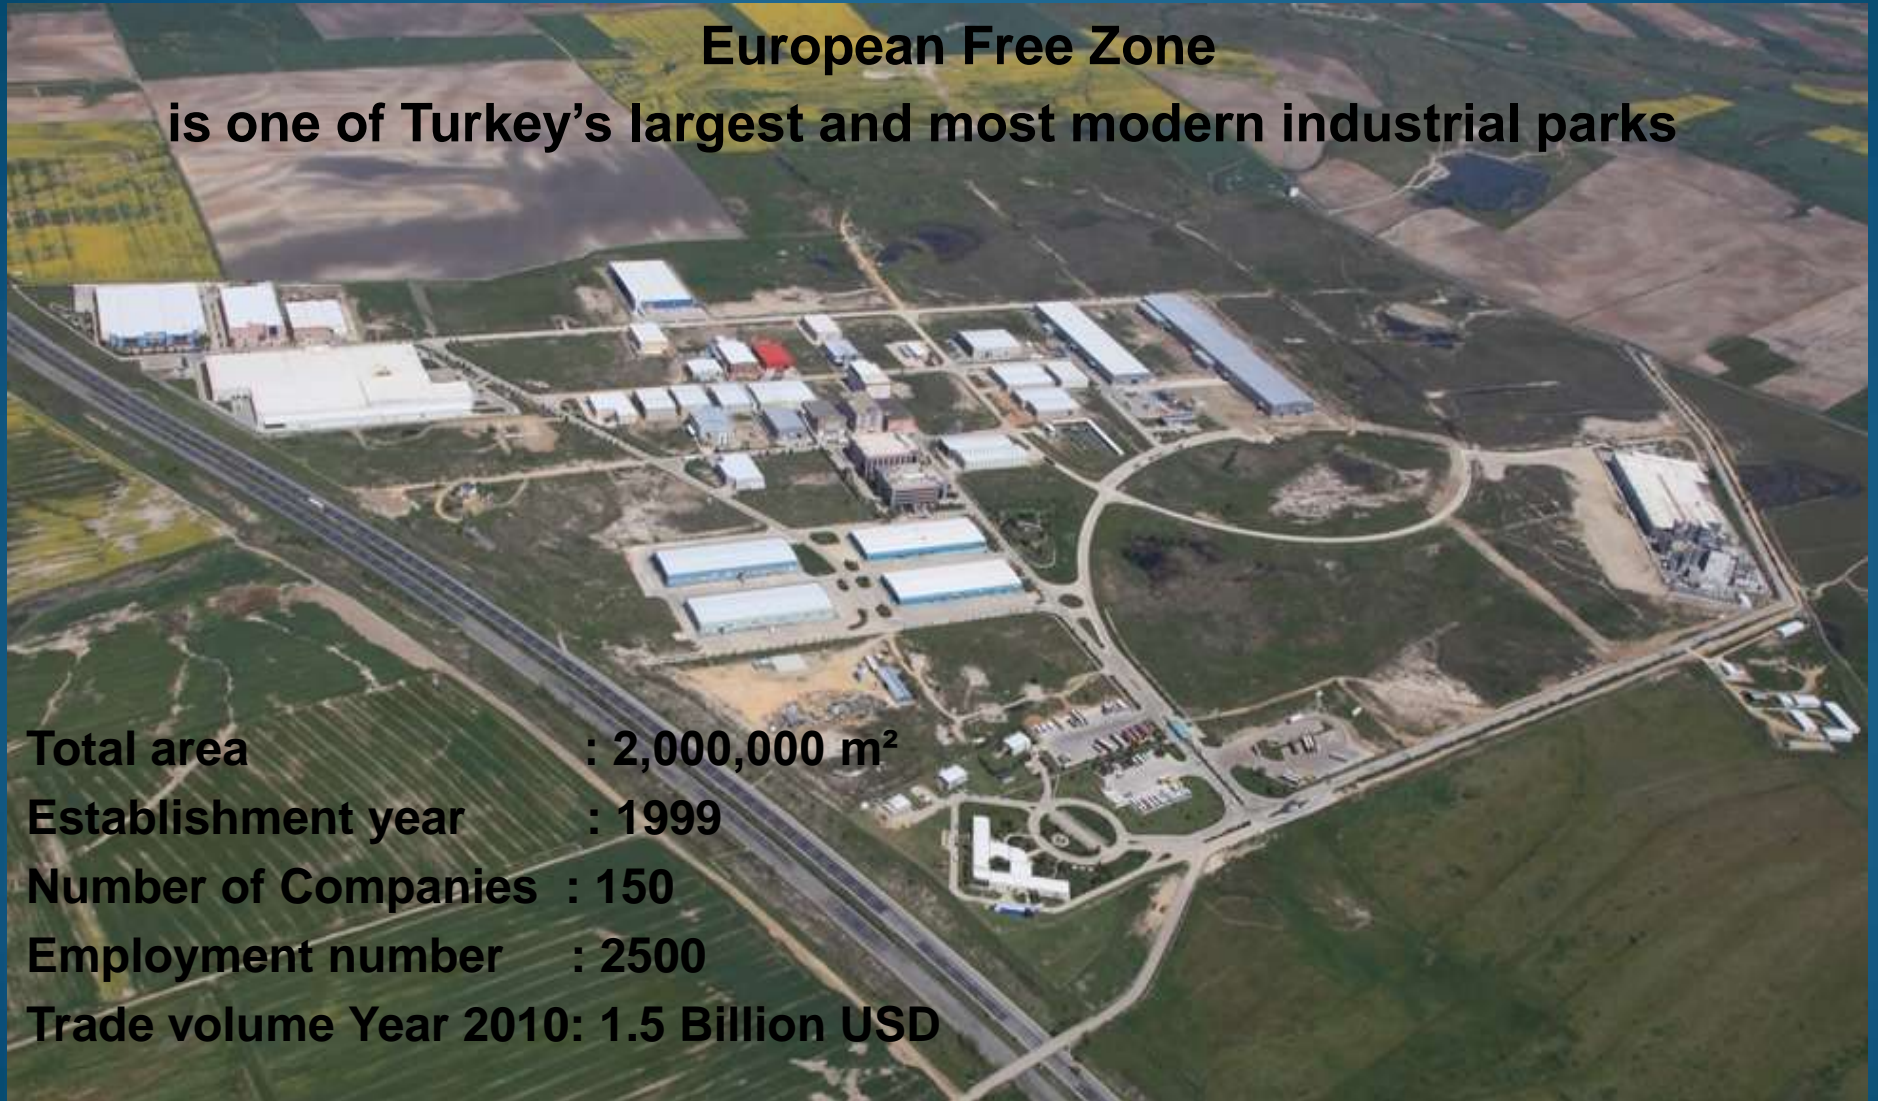 European Free Zone
is one of Turkey’s largest and most modern industrial parks
Total area : 2,000,000 m²
Establishment year : 1999
Number of Companies : 150
Employment number : 2500
Trade volume Year 2010: 1.5 Billion USD